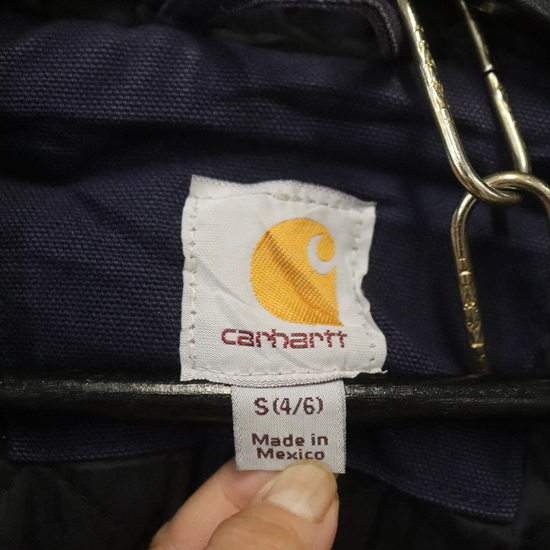 carhartt
S (4/6)
Made in
Mexico